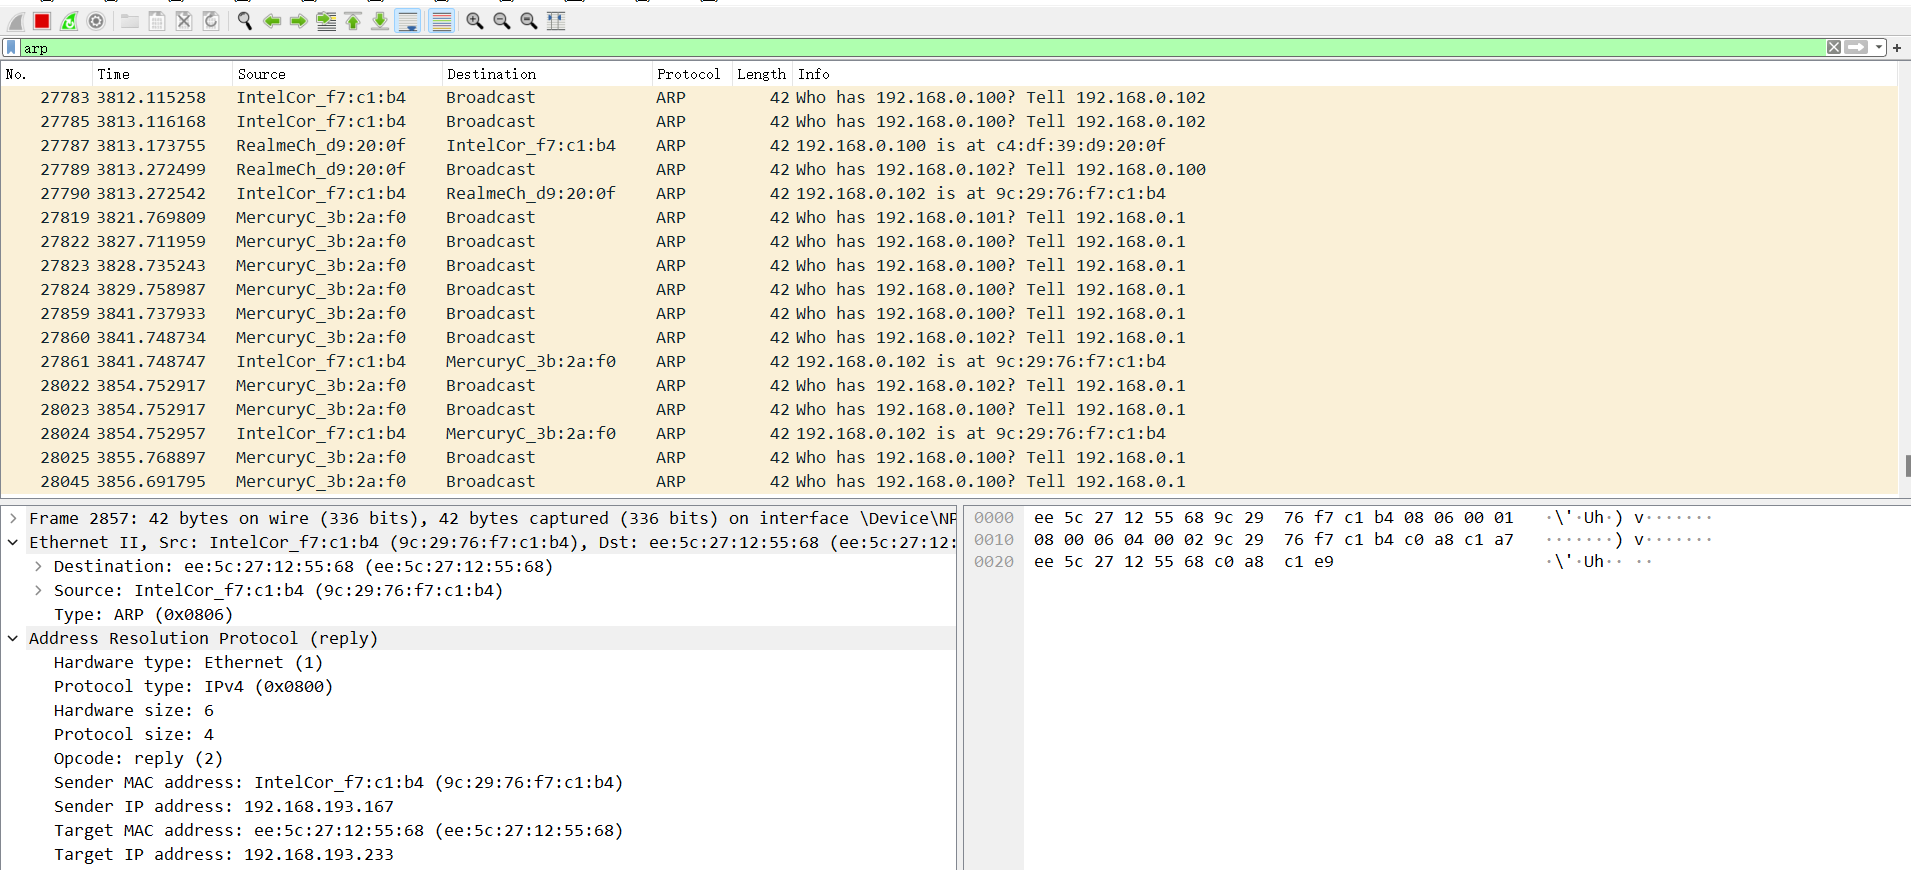 arp
No. Time Source Destination Protocol Length Info
27783 3812.115258 IntelCor_f7:c1:b4 Broadcast ARP 42 Who has 192.168.0.100? Tell 192.168.0.102
27785 3813.116168 IntelCor_f7:c1:b4 Broadcast ARP 42 Who has 192.168.0.100? Tell 192.168.0.102
27787 3813.173755 RealmeCh_d9:20:0f IntelCor_f7:c1:b4 ARP 42 192.168.0.100 is at c4:df:39:d9:20:0f
27789 3813.272499 RealmeCh_d9:20:0f Broadcast ARP 42 Who has 192.168.0.102? Tell 192.168.0.100
27790 3813.272542 IntelCor_f7:c1:b4 RealmeCh_d9:20:0f ARP 42 192.168.0.102 is at 9c:29:76:f7:c1:b4
27819 3821.769809 MercuryC_3b:2a:f0 Broadcast ARP 42 Who has 192.168.0.101? Tell 192.168.0.1
27822 3827.711959 MercuryC_3b:2a:f0 Broadcast ARP 42 Who has 192.168.0.100? Tell 192.168.0.1
27823 3828.735243 MercuryC_3b:2a:f0 Broadcast ARP 42 Who has 192.168.0.100? Tell 192.168.0.1
27824 3829.758987 MercuryC_3b:2a:f0 Broadcast ARP 42 Who has 192.168.0.100? Tell 192.168.0.1
27859 3841.737933 MercuryC_3b:2a:f0 Broadcast ARP 42 Who has 192.168.0.100? Tell 192.168.0.1
27860 3841.748734 MercuryC_3b:2a:f0 Broadcast ARP 42 Who has 192.168.0.102? Tell 192.168.0.1
27861 3841.748747 IntelCor_f7:c1:b4 MercuryC_3b:2a:f0 ARP 42 192.168.0.102 is at 9c:29:76:f7:c1:b4
28022 3854.752917 MercuryC_3b:2a:f0 Broadcast ARP 42 Who has 192.168.0.102? Tell 192.168.0.1
28023 3854.752917 MercuryC_3b:2a:f0 Broadcast ARP 42 Who has 192.168.0.100? Tell 192.168.0.1
28024 3854.752957 IntelCor_f7:c1:b4 MercuryC_3b:2a:f0 ARP 42 192.168.0.102 is at 9c:29:76:f7:c1:b4
28025 3855.768897 MercuryC_3b:2a:f0 Broadcast ARP 42 Who has 192.168.0.100? Tell 192.168.0.1
28045 3856.691795 MercuryC_3b:2a:f0 Broadcast ARP 42 Who has 192.168.0.100? Tell 192.168.0.1
Frame 2857: 42 bytes on wire (336 bits), 42 bytes captured (336 bits) on interface \Device\NP
Ethernet II, Src: IntelCor_f7:c1:b4 (9c:29:76:f7:c1:b4), Dst: ee:5c:27:12:55:68 (ee:5c:27:12:
Destination: ee:5c:27:12:55:68 (ee:5c:27:12:55:68)
Source: IntelCor_f7:c1:b4 (9c:29:76:f7:c1:b4)
Type: ARP (0x0806)
Address Resolution Protocol (reply)
Hardware type: Ethernet (1)
Protocol type: IPv4 (0x0800)
Hardware size: 6
Protocol size: 4
Opcode: reply (2)
Sender MAC address: IntelCor_f7:c1:b4 (9c:29:76:f7:c1:b4)
Sender IP address: 192.168.193.167
Target MAC address: ee:5c:27:12:55:68 (ee:5c:27:12:55:68)
Target IP address: 192.168.193.233
0000 ee 5c 27 12 55 68 9c 29 76 f7 c1 b4 08 06 00 01 ·\'·Uh·) v·······
0010 08 00 06 04 00 02 9c 29 76 f7 c1 b4 c0 a8 c1 a7 ·······) v·······
0020 ee 5c 27 12 55 68 c0 a8 c1 e9 ·\'·Uh·· ··